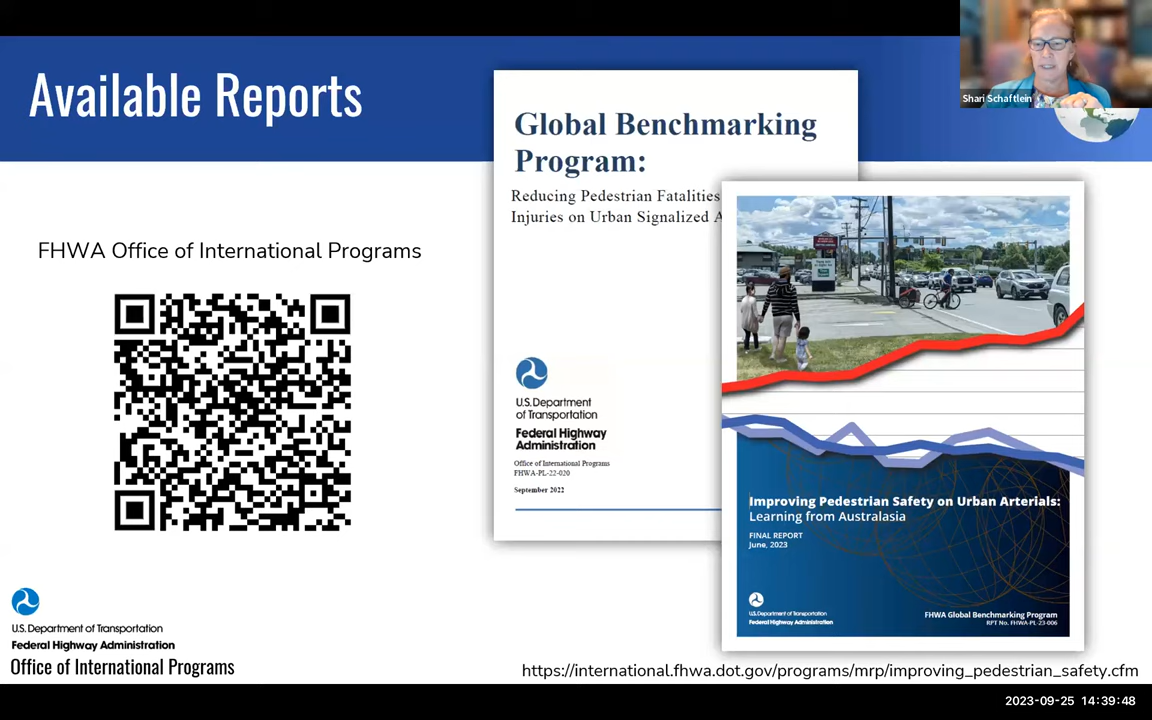 Available Reports
Shari Schaftlein
Global Benchmarking
Program:
Reducing Pedestrian Fatalities
Injuries on Urban Signalized A
FHWA Office of International Programs
U.S. Department
of Transportation
Federal Highway
Administration
Office of International Programs
FHWA-PL-22-020
September 2022
Improving Pedestrian Safety on Urban Arterials:
Learning from Australasia
FINAL REPORT
June, 2023
U.S. Department of Transportation
Federal Highway Administration
FHWA Global Benchmarking Program
RPT No. FHWA-PL-23-006
U.S. Department of Transportation
Federal Highway Administration
Office of International Programs
https://international.fhwa.dot.gov/programs/mrp/improving_pedestrian_safety.cfm
2023-09-25 14:39:48